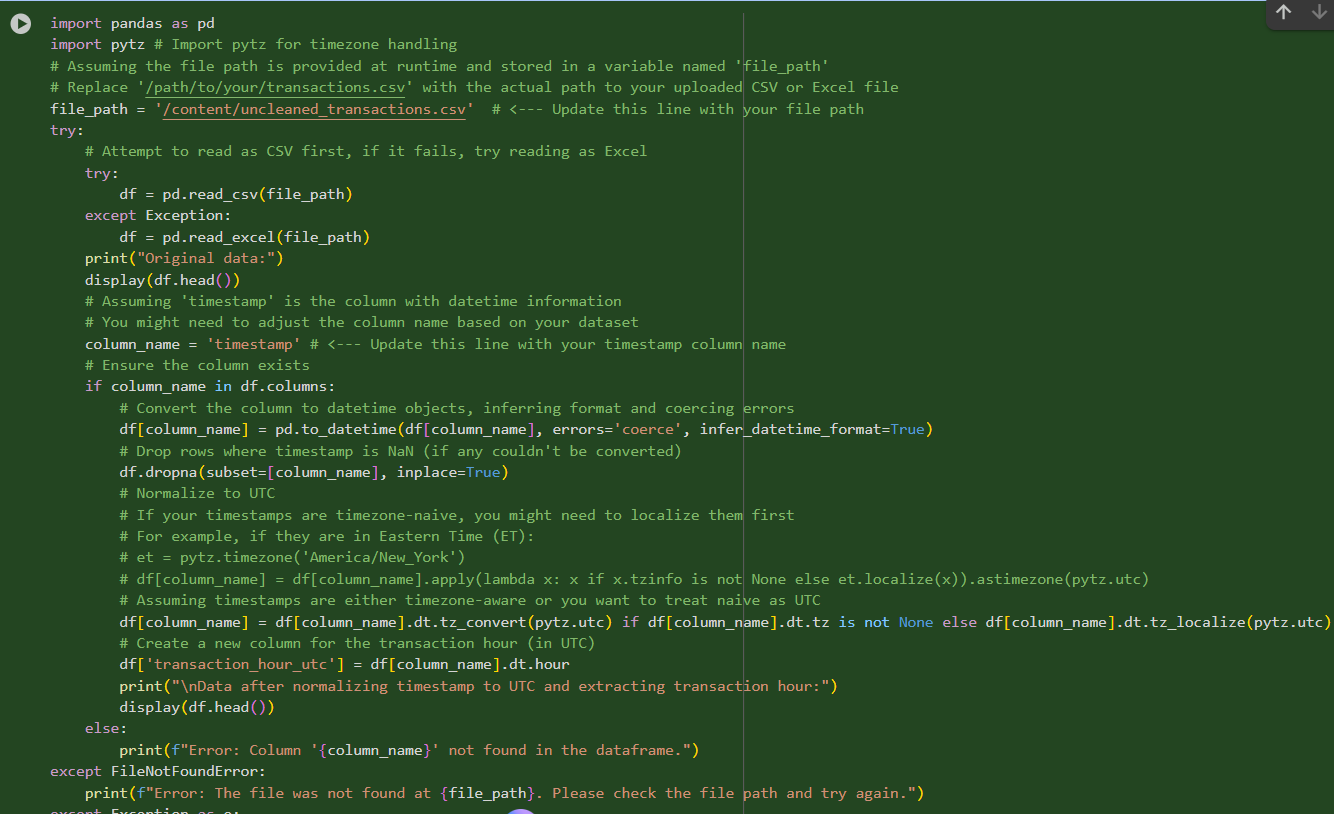 import pandas as pd
import pytz # Import pytz for timezone handling
# Assuming the file path is provided at runtime and stored in a variable named 'file_path'
# Replace '/path/to/your/transactions.csv' with the actual path to your uploaded CSV or Excel file
file_path = '/content/uncleaned_transactions.csv'  # <--- Update this line with your file path
try:
    # Attempt to read as CSV first, if it fails, try reading as Excel
    try:
        df = pd.read_csv(file_path)
    except Exception:
        df = pd.read_excel(file_path)
    print("Original data:")
    display(df.head())
    # Assuming 'timestamp' is the column with datetime information
    # You might need to adjust the column name based on your dataset
    column_name = 'timestamp' # <--- Update this line with your timestamp column name
    # Ensure the column exists
    if column_name in df.columns:
        # Convert the column to datetime objects, inferring format and coercing errors
        df[column_name] = pd.to_datetime(df[column_name], errors='coerce', infer_datetime_format=True)
        # Drop rows where timestamp is NaN (if any couldn't be converted)
        df.dropna(subset=[column_name], inplace=True)
        # Normalize to UTC
        # If your timestamps are timezone-naive, you might need to localize them first
        # For example, if they are in Eastern Time (ET):
        # et = pytz.timezone('America/New_York')
        # df[column_name] = df[column_name].apply(lambda x: x if x.tzinfo is not None else et.localize(x)).astimezone(pytz.utc)
        # Assuming timestamps are either timezone-aware or you want to treat naive as UTC
        df[column_name] = df[column_name].dt.tz_convert(pytz.utc) if df[column_name].dt.tz is not None else df[column_name].dt.tz_localize(pytz.utc)
        # Create a new column for the transaction hour (in UTC)
        df['transaction_hour_utc'] = df[column_name].dt.hour
        print("\nData after normalizing timestamp to UTC and extracting transaction hour:")
        display(df.head())
    else:
        print(f"Error: Column '{column_name}' not found in the dataframe.")
except FileNotFoundError:
    print(f"Error: The file was not found at {file_path}. Please check the file path and try again.")
except Exception as e: